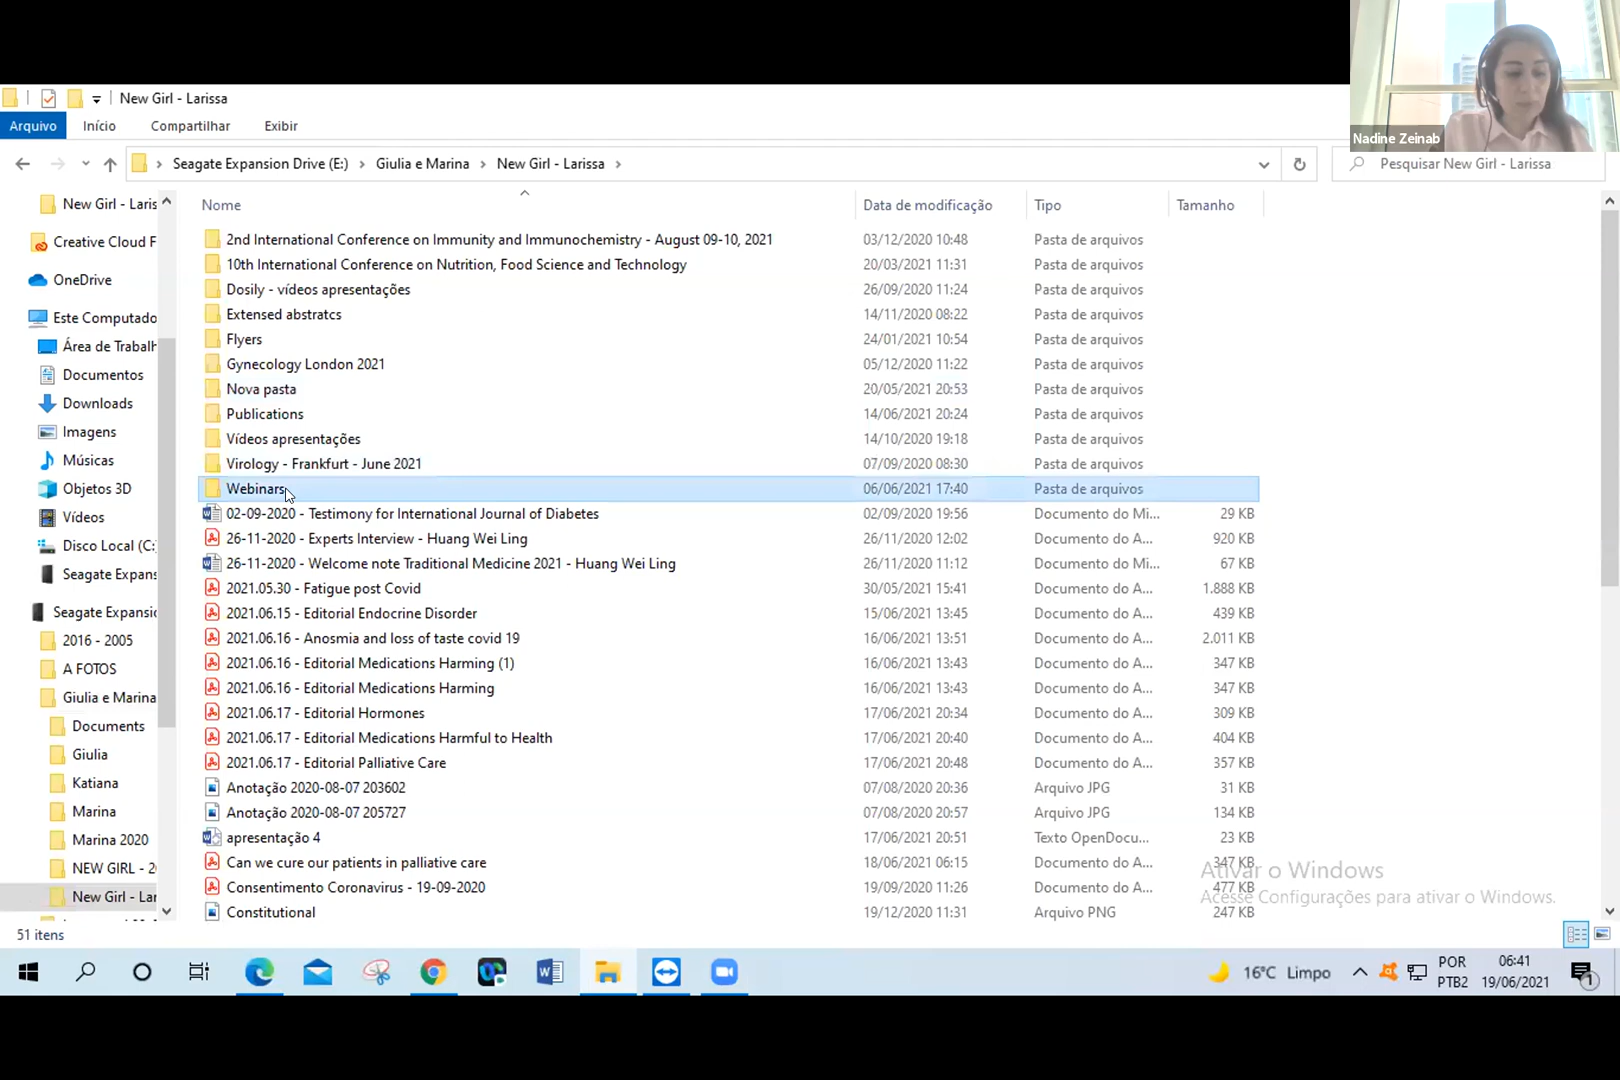 Nadine Zeinab
New Girl - Larissa
Arquivo Início Compartilhar Exibir
Seagate Expansion Drive (E:) Giulia e Marina New Girl - Larissa Pesquisar New Girl - Larissa
Nome Data de modificação Tipo Tamanho
New Girl - Laris
Creative Cloud F
OneDrive
Este Computado
Área de Trabalh
Documentos
Downloads
Imagens
Músicas
Objetos 3D
Vídeos
Disco Local (C:
Seagate Expans
Seagate Expansio
2016 - 2005
A FOTOS
Giulia e Marina
Documents
Giulia
Katiana
Marina
Marina 2020
NEW GIRL - 20
New Girl - Lar
2nd International Conference on Immunity and Immunochemistry - August 09-10, 2021 03/12/2020 10:48 Pasta de arquivos
10th International Conference on Nutrition, Food Science and Technology 20/03/2021 11:31 Pasta de arquivos
Dosily - vídeos apresentações 26/09/2020 11:24 Pasta de arquivos
Extensed abstratcs 14/11/2020 08:22 Pasta de arquivos
Flyers 24/01/2021 10:54 Pasta de arquivos
Gynecology London 2021 05/12/2020 11:22 Pasta de arquivos
Nova pasta 20/05/2021 20:53 Pasta de arquivos
Publications 14/06/2021 20:24 Pasta de arquivos
Vídeos apresentações 14/10/2020 19:18 Pasta de arquivos
Virology - Frankfurt - June 2021 07/09/2020 08:30 Pasta de arquivos
Webinars 06/06/2021 17:40 Pasta de arquivos
02-09-2020 - Testimony for International Journal of Diabetes 02/09/2020 19:56 Documento do Mi... 29 KB
26-11-2020 - Experts Interview - Huang Wei Ling 26/11/2020 12:02 Documento do A... 920 KB
26-11-2020 - Welcome note Traditional Medicine 2021 - Huang Wei Ling 26/11/2020 11:12 Documento do Mi... 67 KB
2021.05.30 - Fatigue post Covid 30/05/2021 15:41 Documento do A... 1.888 KB
2021.06.15 - Editorial Endocrine Disorder 15/06/2021 13:45 Documento do A... 439 KB
2021.06.16 - Anosmia and loss of taste covid 19 16/06/2021 13:51 Documento do A... 2.011 KB
2021.06.16 - Editorial Medications Harming (1) 16/06/2021 13:43 Documento do A... 347 KB
2021.06.16 - Editorial Medications Harming 16/06/2021 13:43 Documento do A... 347 KB
2021.06.17 - Editorial Hormones 17/06/2021 20:34 Documento do A... 309 KB
2021.06.17 - Editorial Medications Harmful to Health 17/06/2021 20:40 Documento do A... 404 KB
2021.06.17 - Editorial Palliative Care 17/06/2021 20:48 Documento do A... 357 KB
Anotação 2020-08-07 203602 07/08/2020 20:36 Arquivo JPG 31 KB
Anotação 2020-08-07 205727 07/08/2020 20:57 Arquivo JPG 134 KB
apresentação 4 17/06/2021 20:51 Texto OpenDocu... 23 KB
Can we cure our patients in palliative care 18/06/2021 06:15 Documento do A... 347 KB
Consentimento Coronavirus - 19-09-2020 19/09/2020 11:26 Documento do A... 477 KB
Constitutional 19/12/2020 11:31 Arquivo PNG 247 KB
Ativar o Windows
Acesse Configurações para ativar o Windows.
51 itens
16°C Limpo
POR
PTB2
06:41
19/06/2021
1